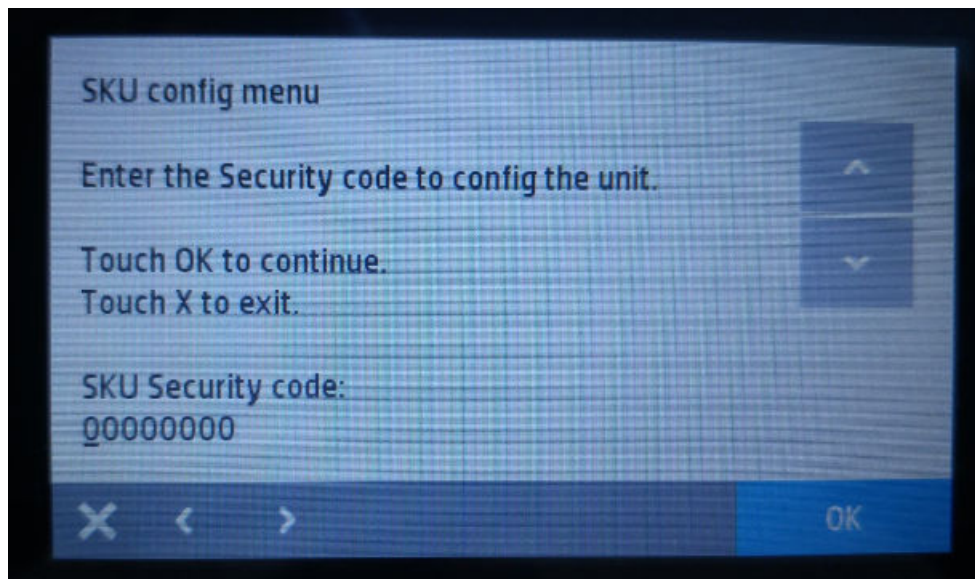 SKU config menu
Enter the Security code to config the unit.
Touch OK to continue.
Touch X to exit.
SKU Security code:
00000000
OK